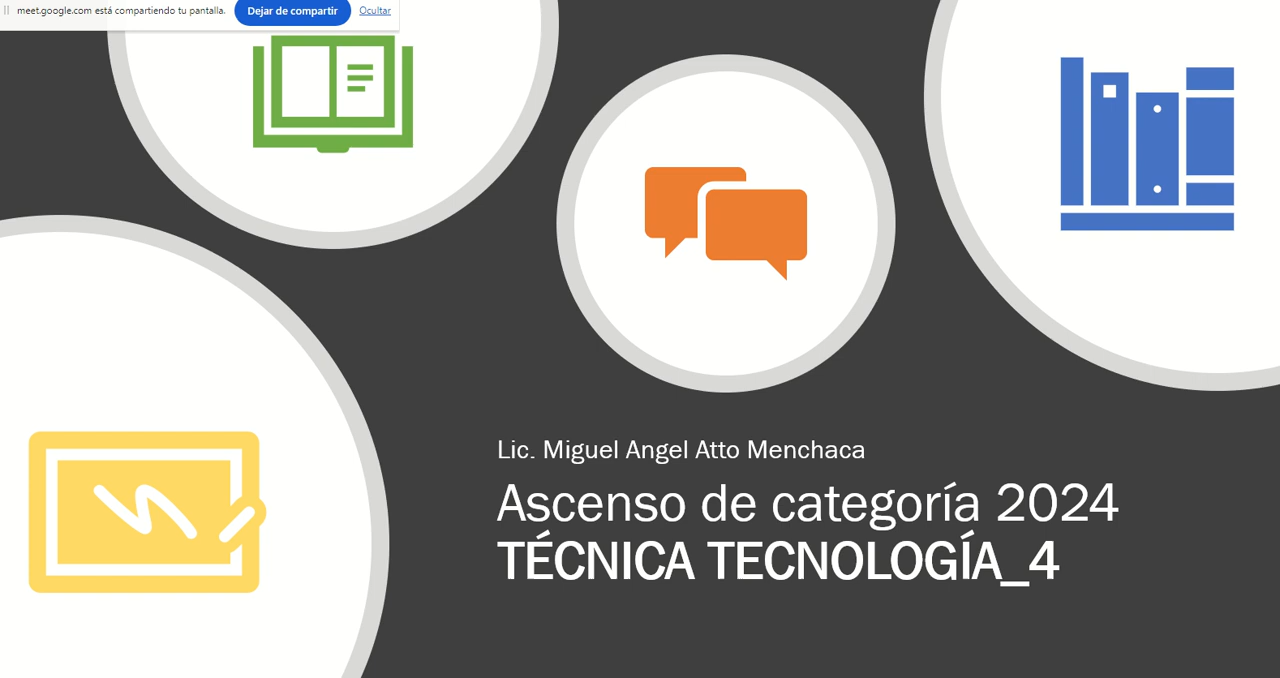 meet.google.com está compartiendo tu pantalla. Dejar de compartir Ocultar
Lic. Miguel Angel Atto Menchaca
Ascenso de categoría 2024
TÉCNICA TECNOLOGÍA_4